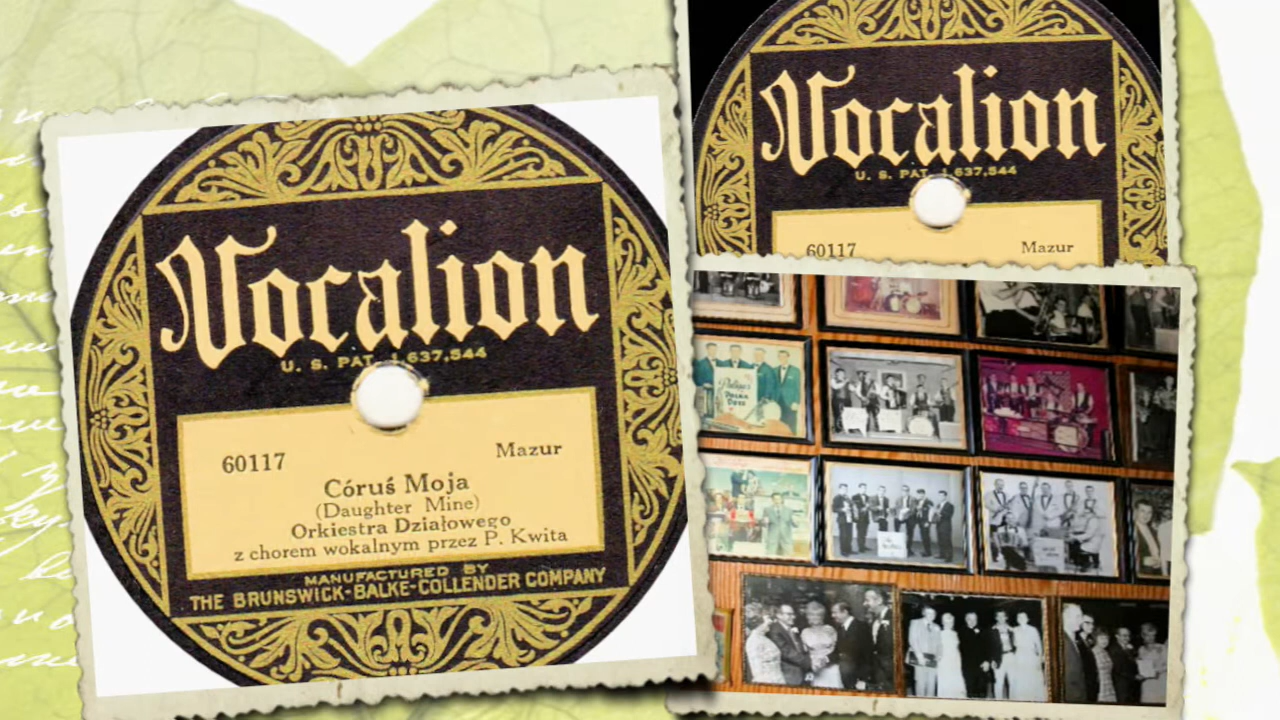 Vocalion
U. S. PAT. 1,637,544
60117
Mazur
Córuś Moja
(Daughter Mine)
Orkiestra Działowego
z chorem wokalnym przez P. Kwita
MANUFACTURED BY
THE BRUNSWICK-BALKE-COLLENDER COMPANY
Vocalion
U. S. PAT. 1,637,544
60117
Mazur